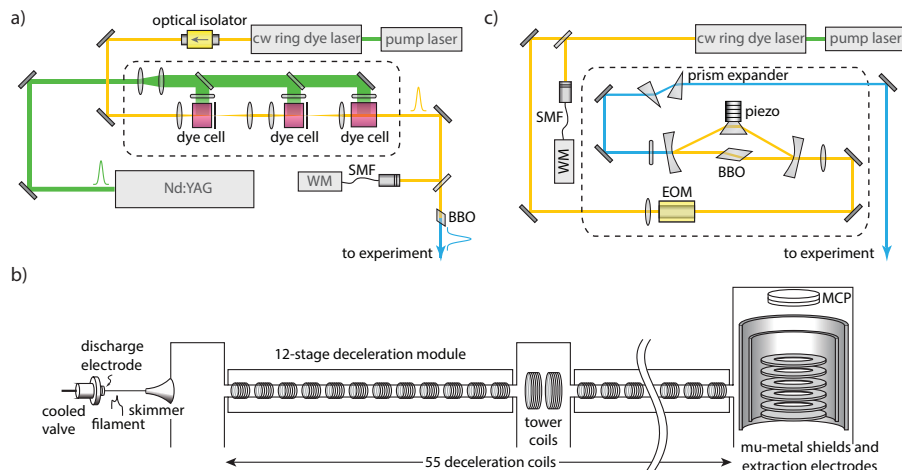 a)
optical isolator
cw ring dye laser
pump laser
dye cell
dye cell
dye cell
Nd:YAG
WM
SMF
BBO
to experiment
c)
cw ring dye laser
pump laser
prism expander
SMF
piezo
WM
BBO
EOM
to experiment
b)
MCP
discharge
electrode
12-stage deceleration module
cooled
valve
filament
skimmer
tower
coils
55 deceleration coils
mu-metal shields and
extraction electrodes